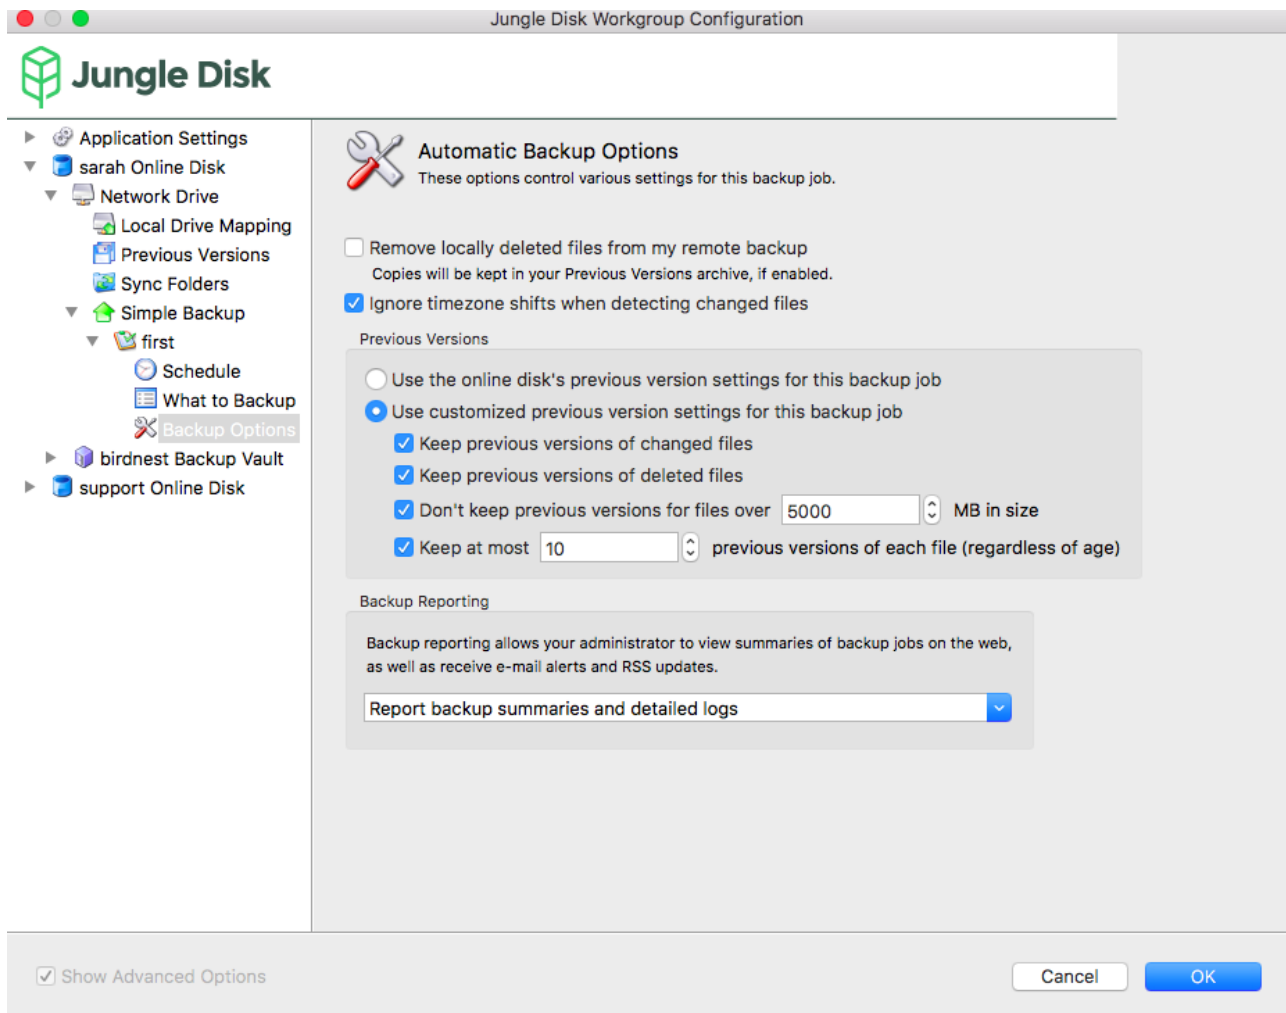 Jungle Disk Workgroup Configuration
Jungle Disk
Application Settings
sarah Online Disk
Network Drive
Local Drive Mapping
Previous Versions
Sync Folders
Simple Backup
first
Schedule
What to Backup
Backup Options
birdnest Backup Vault
support Online Disk
Automatic Backup Options
These options control various settings for this backup job.
Remove locally deleted files from my remote backup
Copies will be kept in your Previous Versions archive, if enabled.
Ignore timezone shifts when detecting changed files
Previous Versions
Use the online disk's previous version settings for this backup job
Use customized previous version settings for this backup job
Keep previous versions of changed files
Keep previous versions of deleted files
Don't keep previous versions for files over 5000 MB in size
Keep at most 10 previous versions of each file (regardless of age)
Backup Reporting
Backup reporting allows your administrator to view summaries of backup jobs on the web,
as well as receive e-mail alerts and RSS updates.
Report backup summaries and detailed logs
Show Advanced Options
Cancel
OK